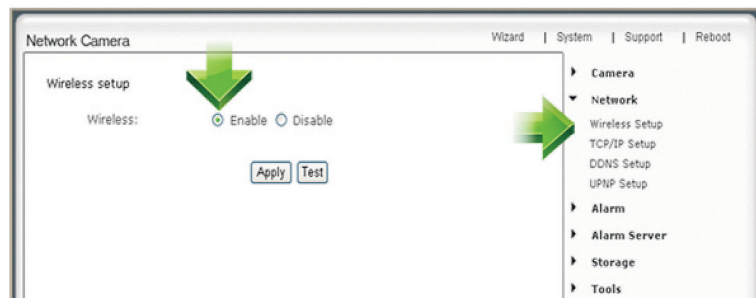 Network Camera
Wizard | System | Support | Reboot
Wireless setup
Wireless: Enable Disable
Apply Test
Camera
Network
Wireless Setup
TCP/IP Setup
DDNS Setup
UPNP Setup
Alarm
Alarm Server
Storage
Tools